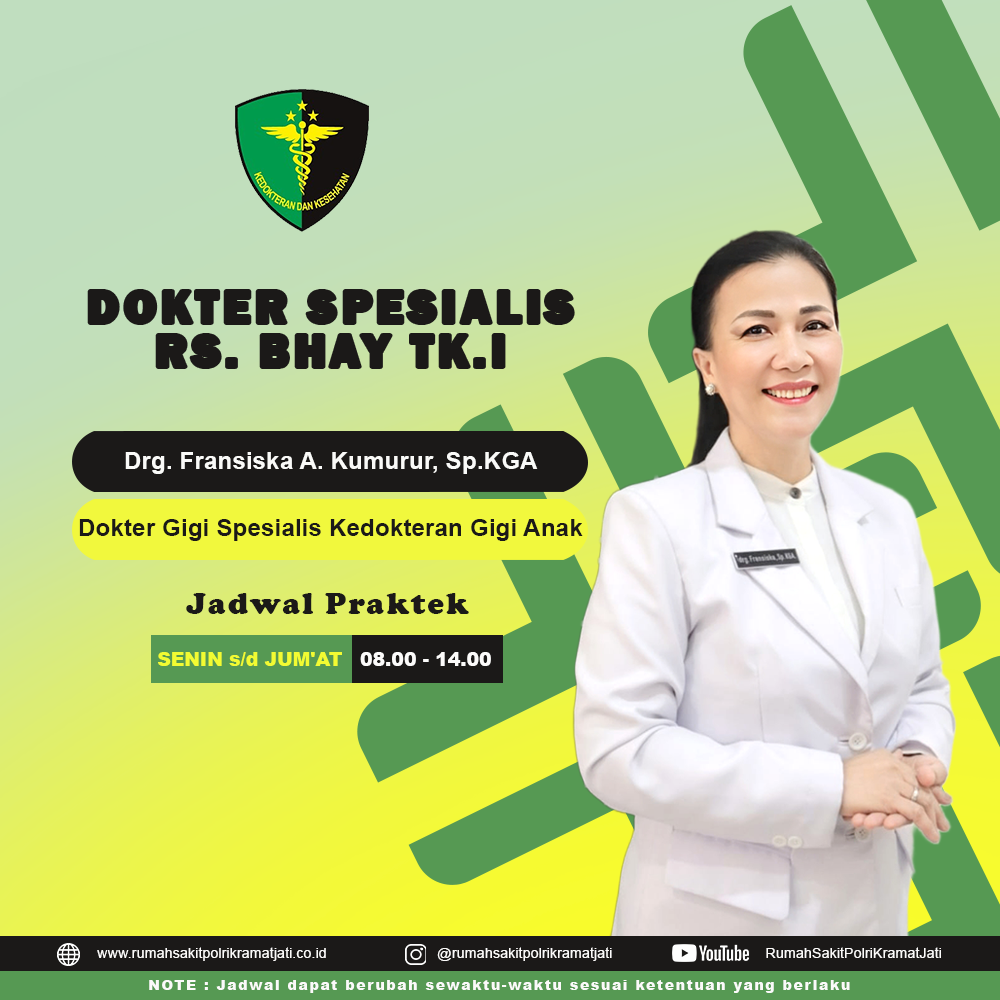 KEDOKTERAN DAN KESEHATAN
DOKTER SPESIALIS
RS. BHAY TK.I
Drg. Fransiska A. Kumurur, Sp.KGA
Dokter Gigi Spesialis Kedokteran Gigi Anak
drg. Fransiska, Sp. KGA.
Jadwal Praktek
SENIN s/d JUM'AT 08.00 - 14.00
www.rumahsakitpolrikramatjati.co.id @rumahsakitpolrikramatjati YouTube RumahSakitPolriKramatJati
NOTE : Jadwal dapat berubah sewaktu-waktu sesuai ketentuan yang berlaku